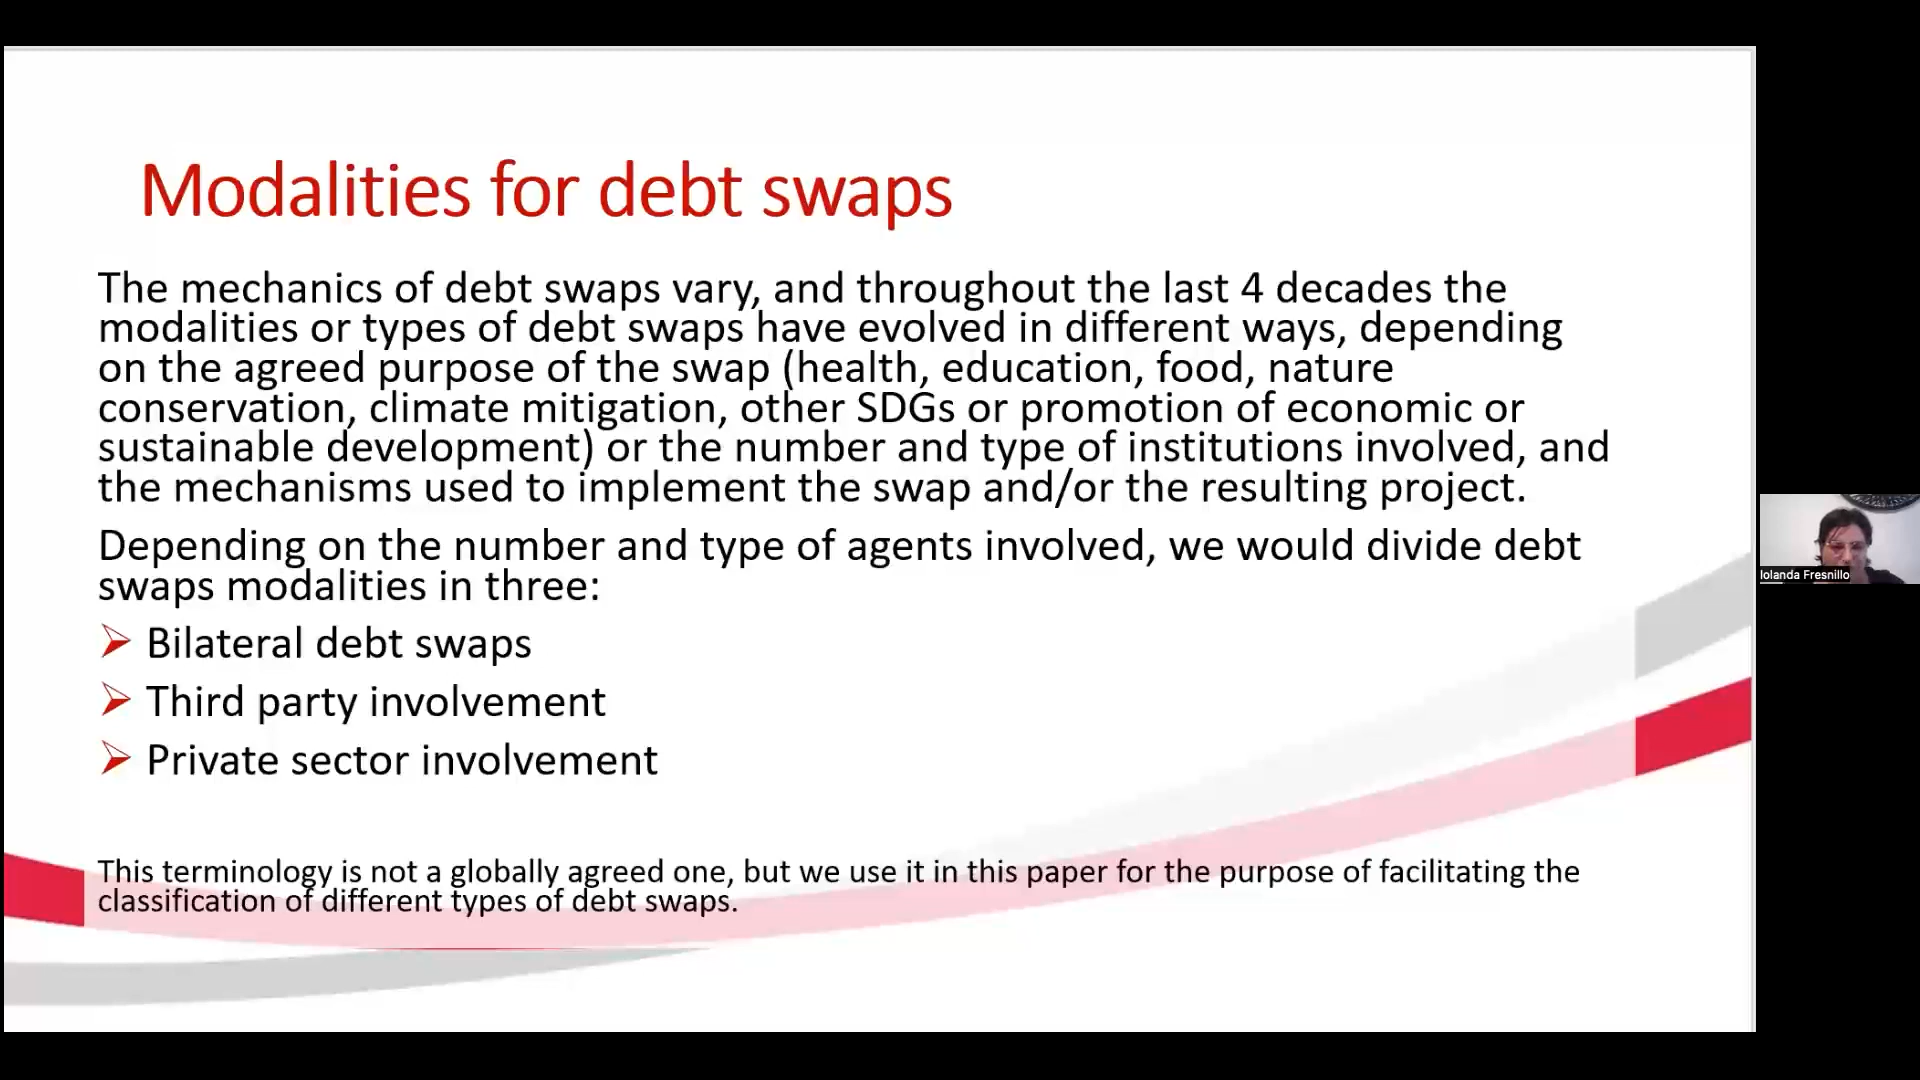 Modalities for debt swaps
The mechanics of debt swaps vary, and throughout the last 4 decades the
modalities or types of debt swaps have evolved in different ways, depending
on the agreed purpose of the swap (health, education, food, nature
conservation, climate mitigation, other SDGs or promotion of economic or
sustainable development) or the number and type of institutions involved, and
the mechanisms used to implement the swap and/or the resulting project.
Depending on the number and type of agents involved, we would divide debt
swaps modalities in three:
Bilateral debt swaps
Third party involvement
Private sector involvement
This terminology is not a globally agreed one, but we use it in this paper for the purpose of facilitating the
classification of different types of debt swaps.
Iolanda Fresnillo